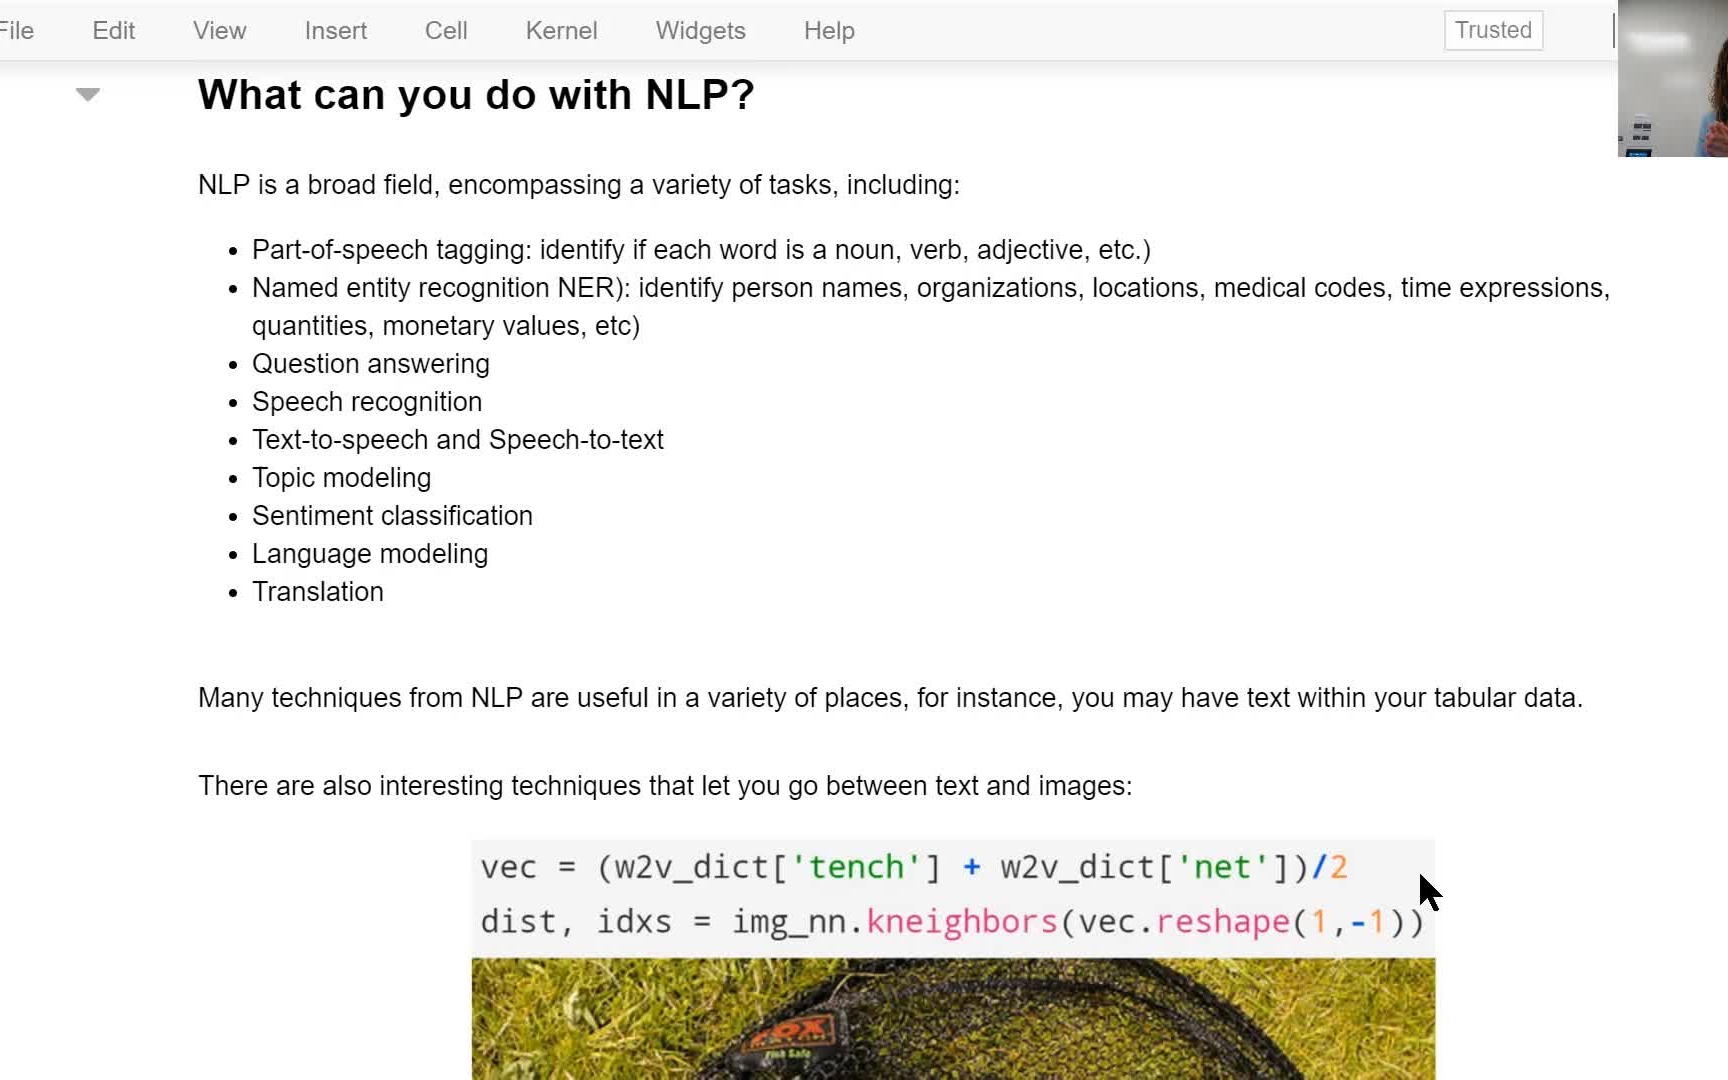 File Edit View Insert Cell Kernel Widgets Help Trusted
What can you do with NLP?
NLP is a broad field, encompassing a variety of tasks, including:
• Part-of-speech tagging: identify if each word is a noun, verb, adjective, etc.)
• Named entity recognition NER): identify person names, organizations, locations, medical codes, time expressions,
quantities, monetary values, etc)
• Question answering
• Speech recognition
• Text-to-speech and Speech-to-text
• Topic modeling
• Sentiment classification
• Language modeling
• Translation
Many techniques from NLP are useful in a variety of places, for instance, you may have text within your tabular data.
There are also interesting techniques that let you go between text and images:
vec = (w2v_dict['tench'] + w2v_dict['net'])/2
dist, idxs = img_nn.kneighbors(vec.reshape(1,-1))
FOX
Fish Safe